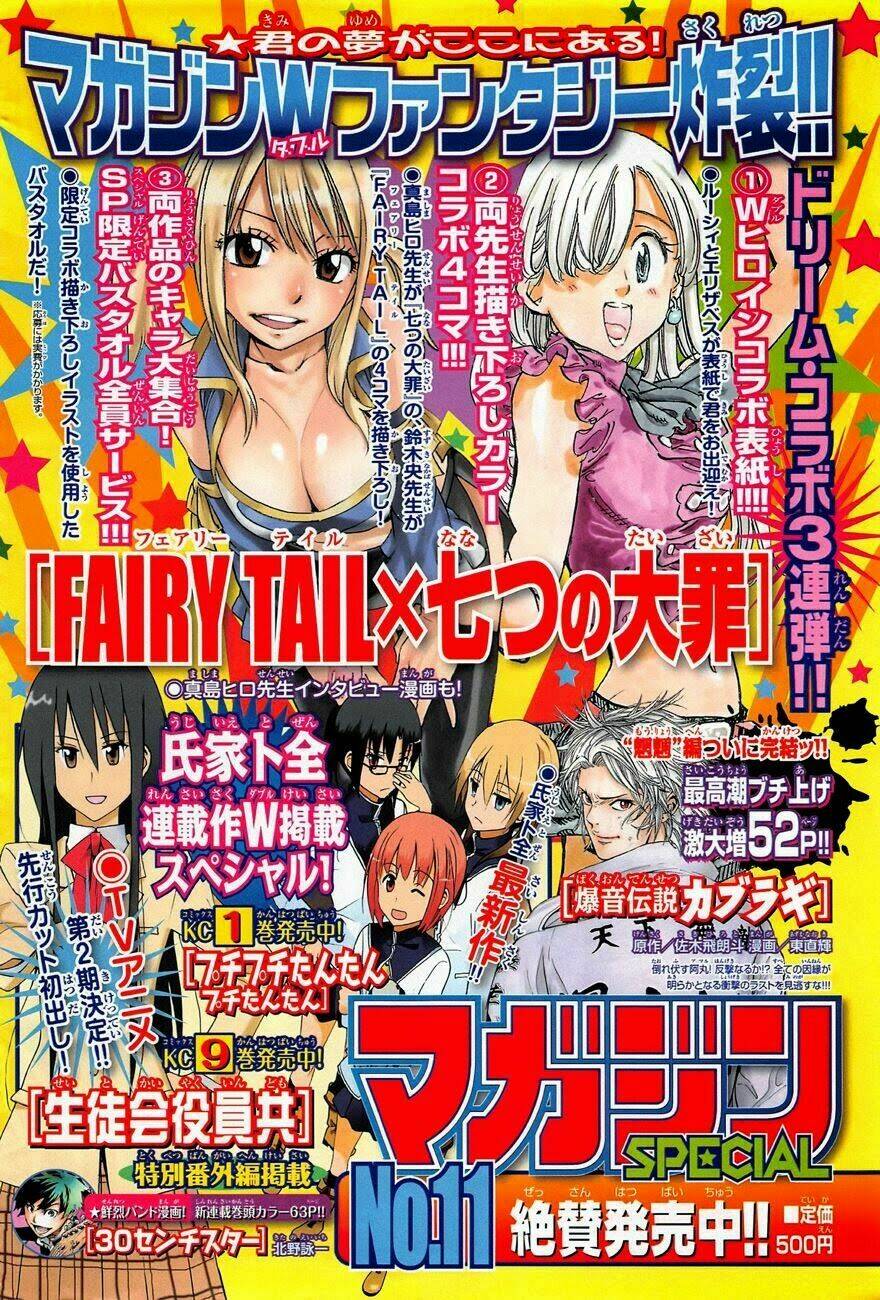 ★君の夢がここにある!
マガジンWファンタジー炸裂!!
ドリーム・コラボ3連弾!!
①Wヒロインコラボ表紙!!!!
●ルーシィとエリザベスが表紙で君をお出迎え!
②両先生描き下ろしカラー
コラボ4コマ!!!
●真島ヒロ先生が『七つの大罪』の、鈴木央先生が
『FAIRY TAIL』の4コマを描き下ろし!
③両作品のキャラ大集合!
SP限定バスタオル全員サービス!!!
●限定コラボ描き下ろしイラストを使用した
バスタオルだ! ※応募には実費がかかります。
[FAIRY TAIL×七つの大罪]
●真島ヒロ先生インタビュー漫画も!
氏家ト全
連載作W掲載
スペシャル!
●氏家ト全
最新作!!
KC1巻発売中!
[プチプチたんたん
プチたんたん]
●TVアニメ
第2期決定!!
先行カット初出し!
KC9巻発売中!
[生徒会役員共]
特別番外編掲載
“魍魎”編ついに完結ッ!!
最高潮ブチ上げ
激大増52P!!
[爆音伝説カブラギ]
原作/佐木飛朗斗 漫画/東直輝
倒れ伏す阿丸!反撃なるか!?全ての因縁が
明らかとなる衝撃のラストを見逃すな!!!
天
マガジン
SPECIAL
No.11
絶賛発売中!!
■定価
500円
★鮮烈バンド漫画! 新連載巻頭カラー63P!!
[30センチスター] 北野詠一